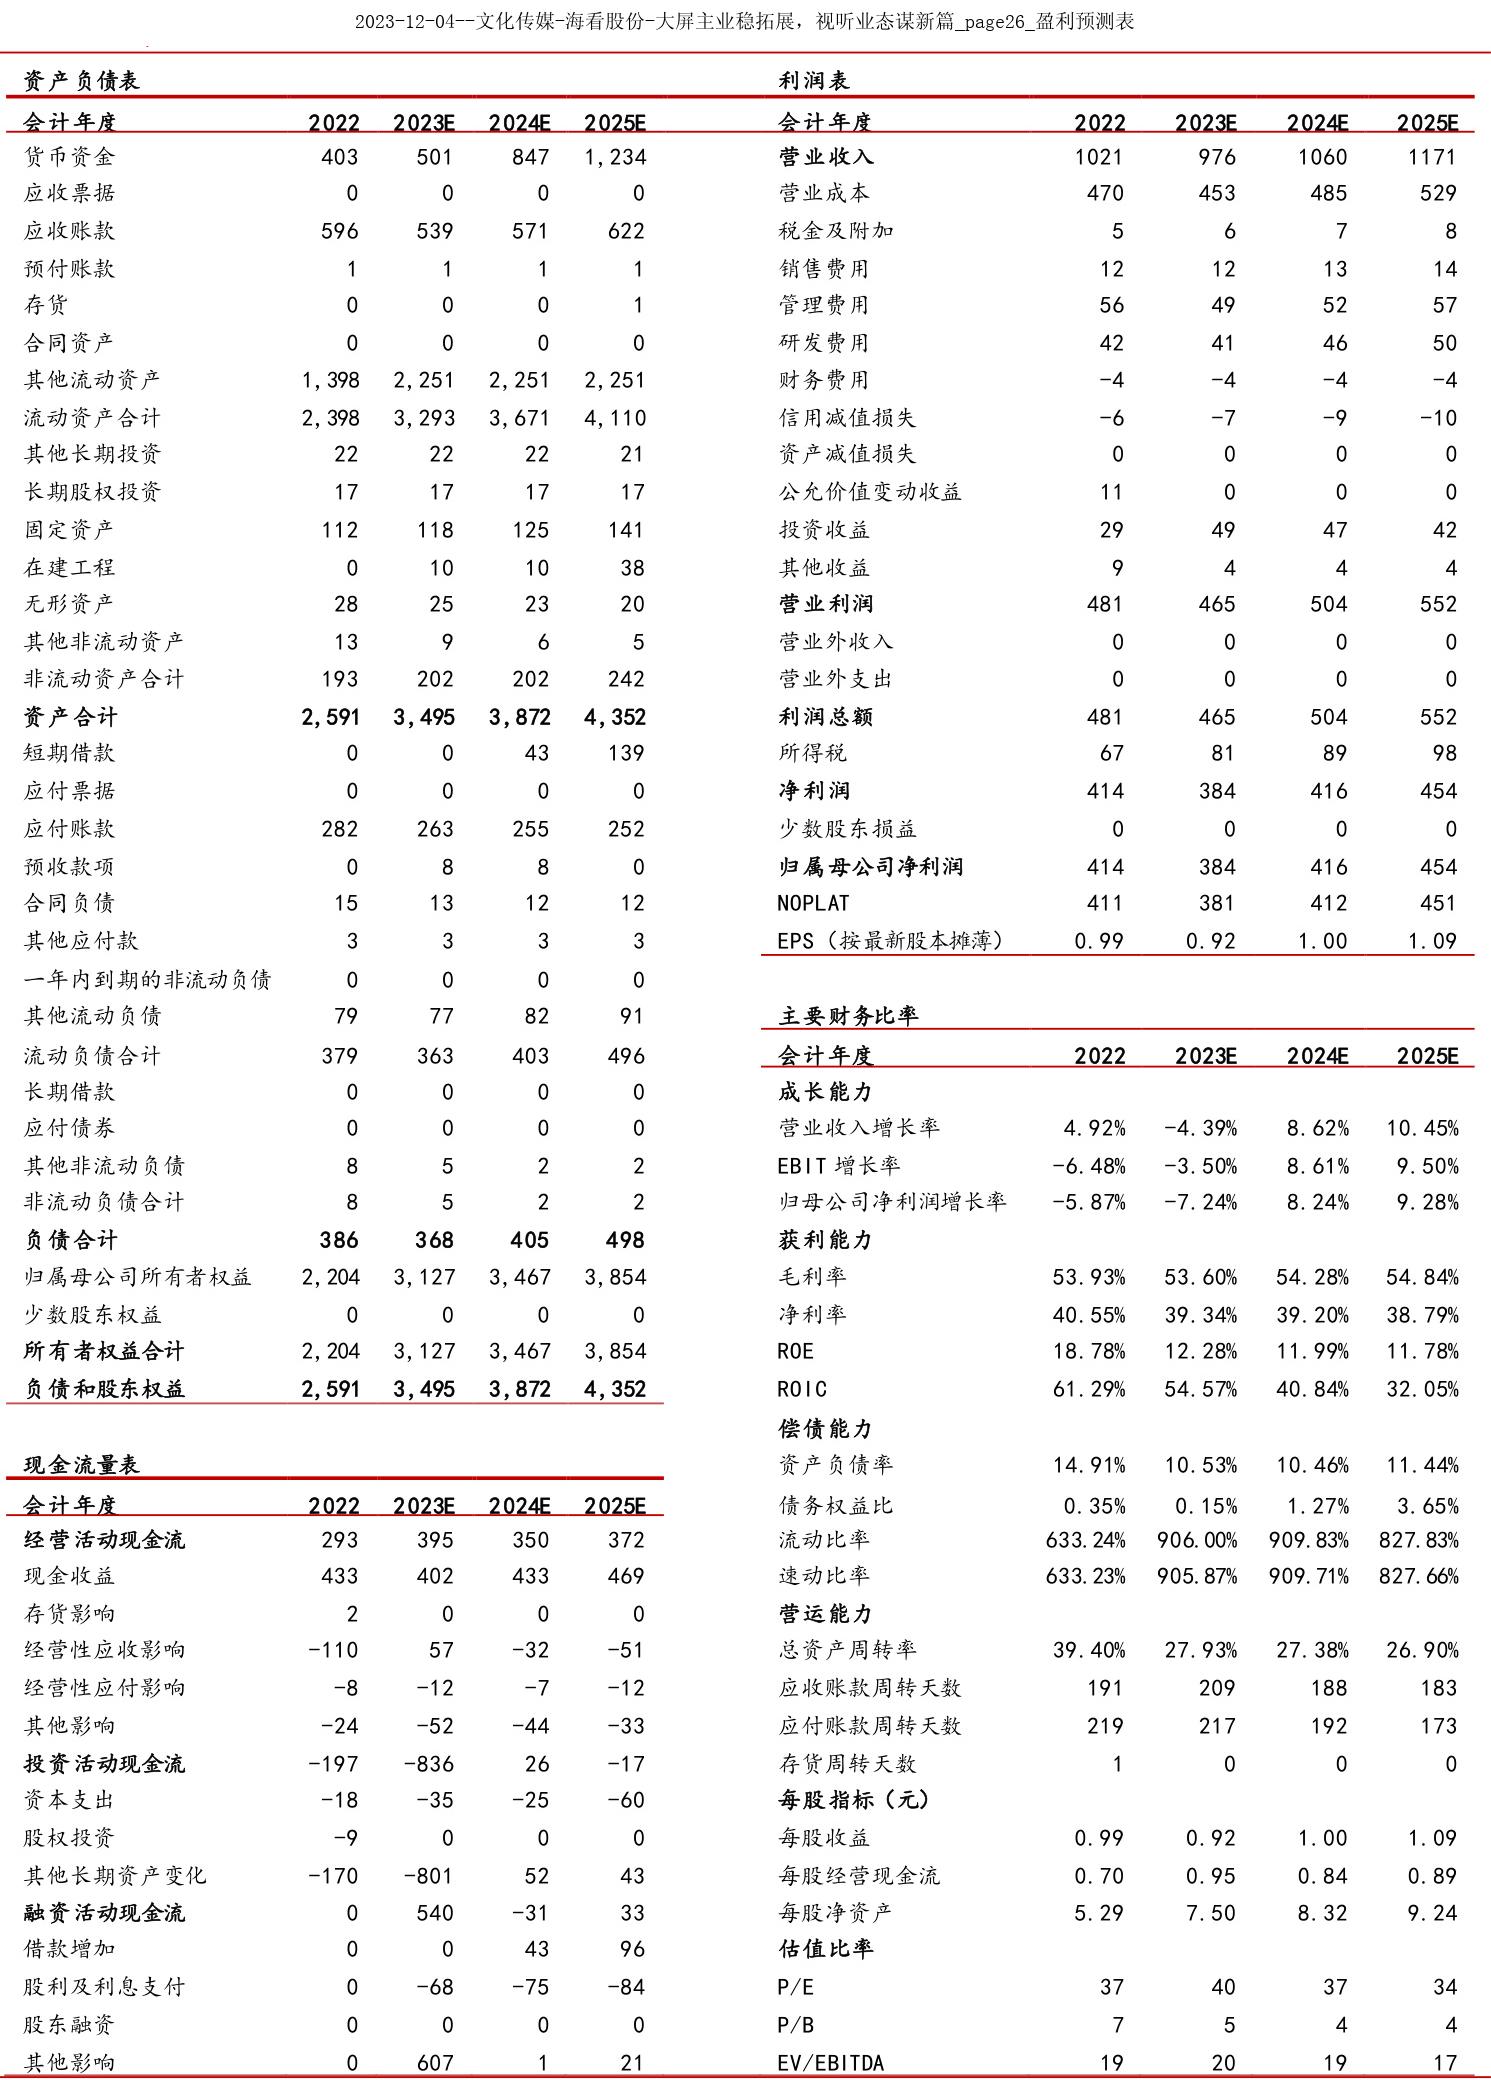 2023-12-04--文化传媒-海看股份-大屏主业稳拓展，视听业态谋新篇_page26_盈利预测表
资产负债表
会计年度 2022 2023E 2024E 2025E
货币资金 403 501 847 1,234
应收票据 0 0 0 0
应收账款 596 539 571 622
预付账款 1 1 1 1
存货 0 0 0 1
合同资产 0 0 0 0
其他流动资产 1,398 2,251 2,251 2,251
流动资产合计 2,398 3,293 3,671 4,110
其他长期投资 22 22 22 21
长期股权投资 17 17 17 17
固定资产 112 118 125 141
在建工程 0 10 10 38
无形资产 28 25 23 20
其他非流动资产 13 9 6 5
非流动资产合计 193 202 202 242
资产合计 2,591 3,495 3,872 4,352
短期借款 0 0 43 139
应付票据 0 0 0 0
应付账款 282 263 255 252
预收款项 0 8 8 0
合同负债 15 13 12 12
其他应付款 3 3 3 3
一年内到期的非流动负债 0 0 0 0
其他流动负债 79 77 82 91
流动负债合计 379 363 403 496
长期借款 0 0 0 0
应付债券 0 0 0 0
其他非流动负债 8 5 2 2
非流动负债合计 8 5 2 2
负债合计 386 368 405 498
归属母公司所有者权益 2,204 3,127 3,467 3,854
少数股东权益 0 0 0 0
所有者权益合计 2,204 3,127 3,467 3,854
负债和股东权益 2,591 3,495 3,872 4,352
现金流量表
会计年度 2022 2023E 2024E 2025E
经营活动现金流 293 395 350 372
现金收益 433 402 433 469
存货影响 2 0 0 0
经营性应收影响 -110 57 -32 -51
经营性应付影响 -8 -12 -7 -12
其他影响 -24 -52 -44 -33
投资活动现金流 -197 -836 26 -17
资本支出 -18 -35 -25 -60
股权投资 -9 0 0 0
其他长期资产变化 -170 -801 52 43
融资活动现金流 0 540 -31 33
借款增加 0 0 43 96
股利及利息支付 0 -68 -75 -84
股东融资 0 0 0 0
其他影响 0 607 1 21
利润表
会计年度 2022 2023E 2024E 2025E
营业收入 1021 976 1060 1171
营业成本 470 453 485 529
税金及附加 5 6 7 8
销售费用 12 12 13 14
管理费用 56 49 52 57
研发费用 42 41 46 50
财务费用 -4 -4 -4 -4
信用减值损失 -6 -7 -9 -10
资产减值损失 0 0 0 0
公允价值变动收益 11 0 0 0
投资收益 29 49 47 42
其他收益 9 4 4 4
营业利润 481 465 504 552
营业外收入 0 0 0 0
营业外支出 0 0 0 0
利润总额 481 465 504 552
所得税 67 81 89 98
净利润 414 384 416 454
少数股东损益 0 0 0 0
归属母公司净利润 414 384 416 454
NOPLAT 411 381 412 451
EPS（按最新股本摊薄） 0.99 0.92 1.00 1.09
主要财务比率
会计年度 2022 2023E 2024E 2025E
成长能力
营业收入增长率 4.92% -4.39% 8.62% 10.45%
EBIT增长率 -6.48% -3.50% 8.61% 9.50%
归母公司净利润增长率 -5.87% -7.24% 8.24% 9.28%
获利能力
毛利率 53.93% 53.60% 54.28% 54.84%
净利率 40.55% 39.34% 39.20% 38.79%
ROE 18.78% 12.28% 11.99% 11.78%
ROIC 61.29% 54.57% 40.84% 32.05%
偿债能力
资产负债率 14.91% 10.53% 10.46% 11.44%
债务权益比 0.35% 0.15% 1.27% 3.65%
流动比率 633.24% 906.00% 909.83% 827.83%
速动比率 633.23% 905.87% 909.71% 827.66%
营运能力
总资产周转率 39.40% 27.93% 27.38% 26.90%
应收账款周转天数 191 209 188 183
应付账款周转天数 219 217 192 173
存货周转天数 1 0 0 0
每股指标（元）
每股收益 0.99 0.92 1.00 1.09
每股经营现金流 0.70 0.95 0.84 0.89
每股净资产 5.29 7.50 8.32 9.24
估值比率
P/E 37 40 37 34
P/B 7 5 4 4
EV/EBITDA 19 20 19 17